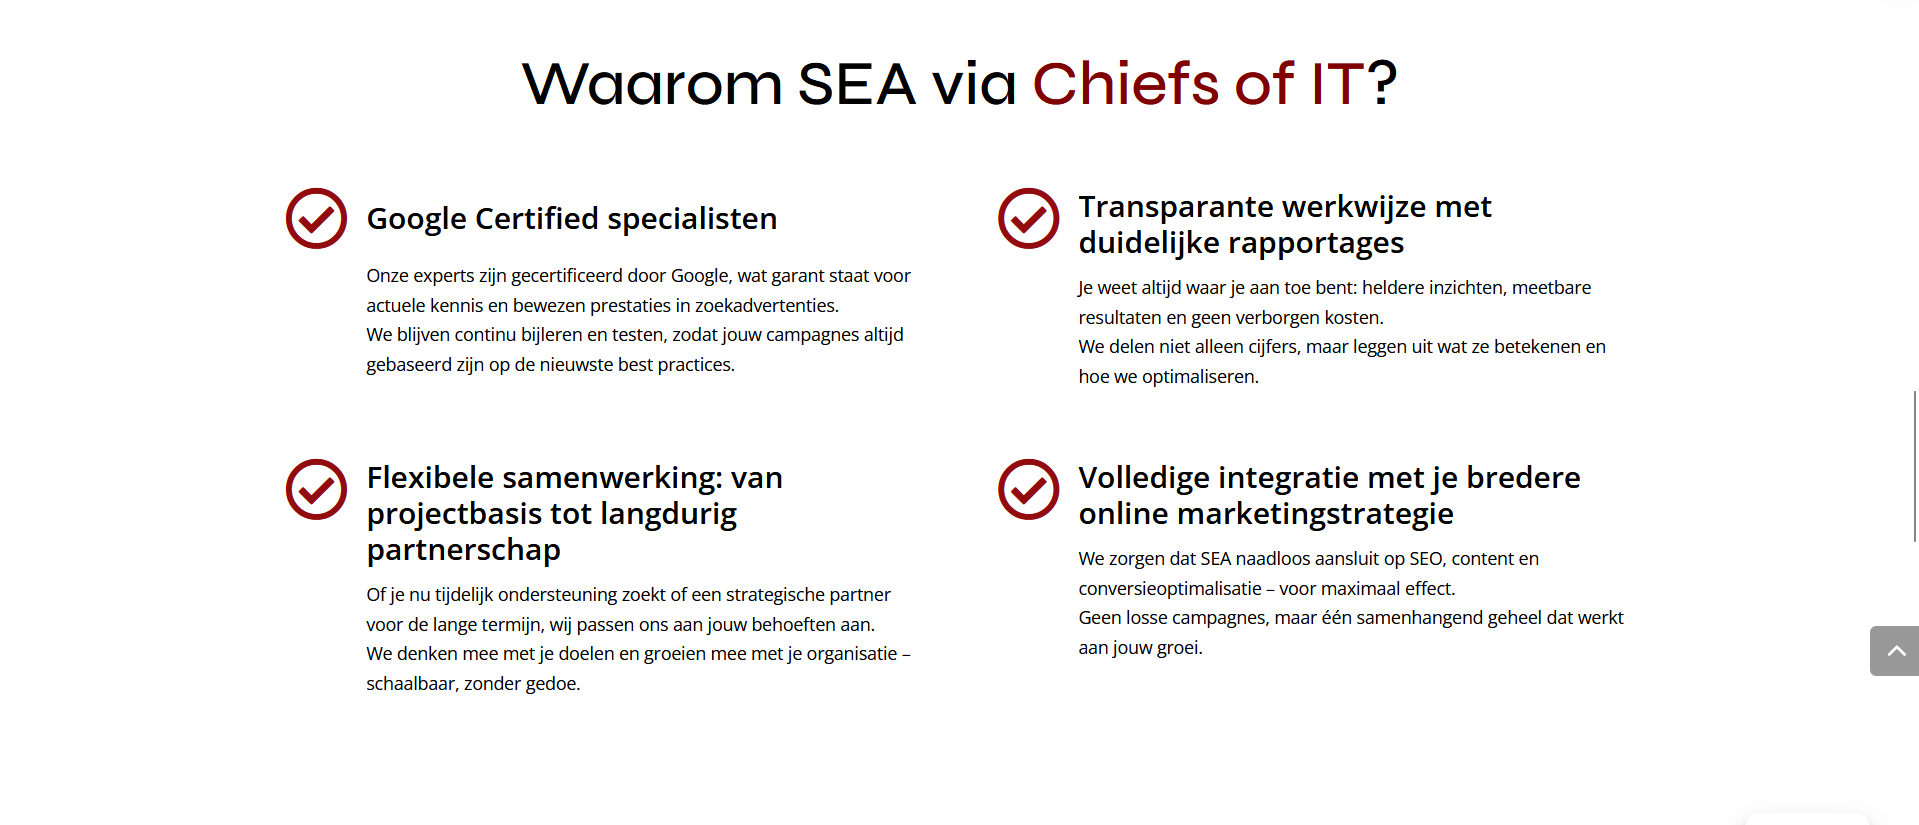 Waarom SEA via Chiefs of IT?
Google Certified specialisten
Onze experts zijn gecertificeerd door Google, wat garant staat voor
actuele kennis en bewezen prestaties in zoekadvertenties.
We blijven continu bijleren en testen, zodat jouw campagnes altijd
gebaseerd zijn op de nieuwste best practices.
Transparante werkwijze met
duidelijke rapportages
Je weet altijd waar je aan toe bent: heldere inzichten, meetbare
resultaten en geen verborgen kosten.
We delen niet alleen cijfers, maar leggen uit wat ze betekenen en
hoe we optimaliseren.
Flexibele samenwerking: van
projectbasis tot langdurig
partnerschap
Of je nu tijdelijk ondersteuning zoekt of een strategische partner
voor de lange termijn, wij passen ons aan jouw behoeften aan.
We denken mee met je doelen en groeien mee met je organisatie –
schaalbaar, zonder gedoe.
Volledige integratie met je bredere
online marketingstrategie
We zorgen dat SEA naadloos aansluit op SEO, content en
conversieoptimalisatie – voor maximaal effect.
Geen losse campagnes, maar één samenhangend geheel dat werkt
aan jouw groei.